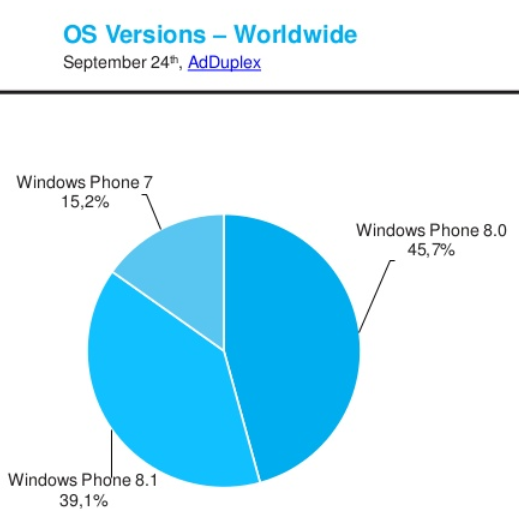 OS Versions – Worldwide
September 24th, AdDuplex
Windows Phone 7
15,2%
Windows Phone 8.0
45,7%
Windows Phone 8.1
39,1%